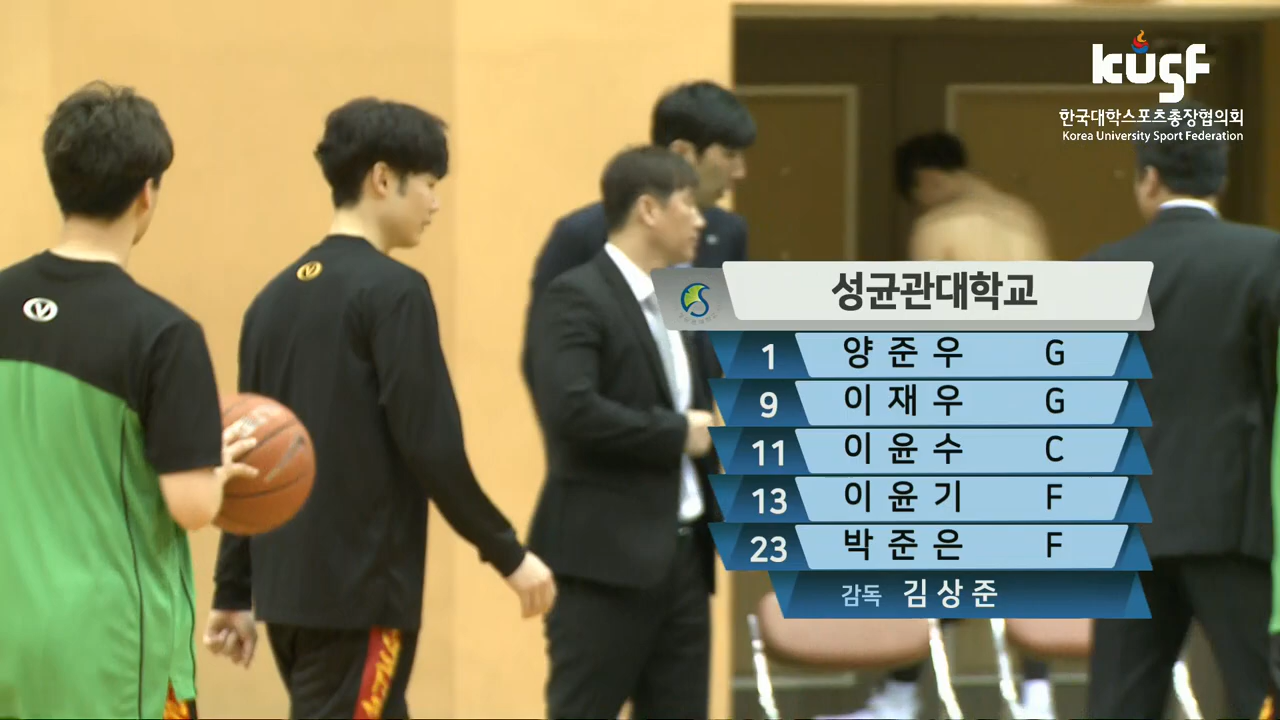 kusf
한국대학스포츠총장협의회
Korea University Sport Federation
성균관대학교
1 양준우 G
9 이재우 G
11 이윤수 C
13 이윤기 F
23 박준은 F
감독 김상준